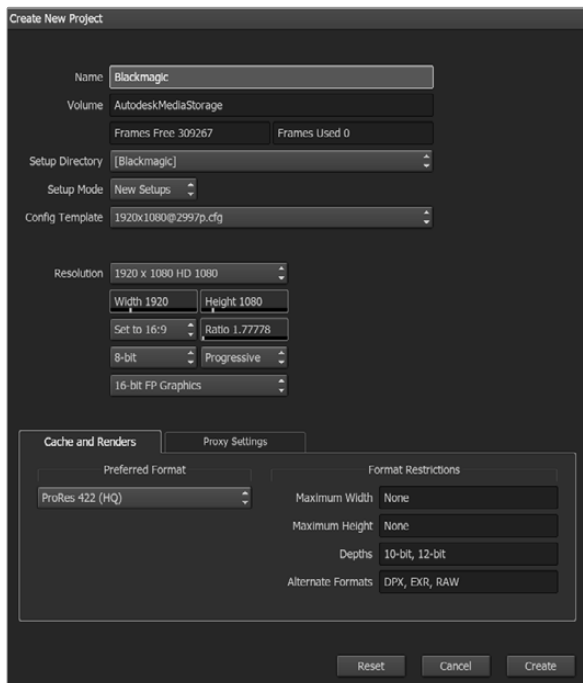 Create New Project
Name Blackmagic
Volume AutodeskMediaStorage
Frames Free 309267 Frames Used 0
Setup Directory [Blackmagic]
Setup Mode New Setups
Config Template 1920x1080@2997p.cfg
Resolution 1920 x 1080 HD 1080
Width 1920 Height 1080
Set to 16:9 Ratio 1.77778
8-bit Progressive
16-bit FP Graphics
Cache and Renders Proxy Settings
Preferred Format Format Restrictions
ProRes 422 (HQ) Maximum Width None
Maximum Height None
Depths 10-bit, 12-bit
Alternate Formats DPX, EXR, RAW
Reset Cancel Create